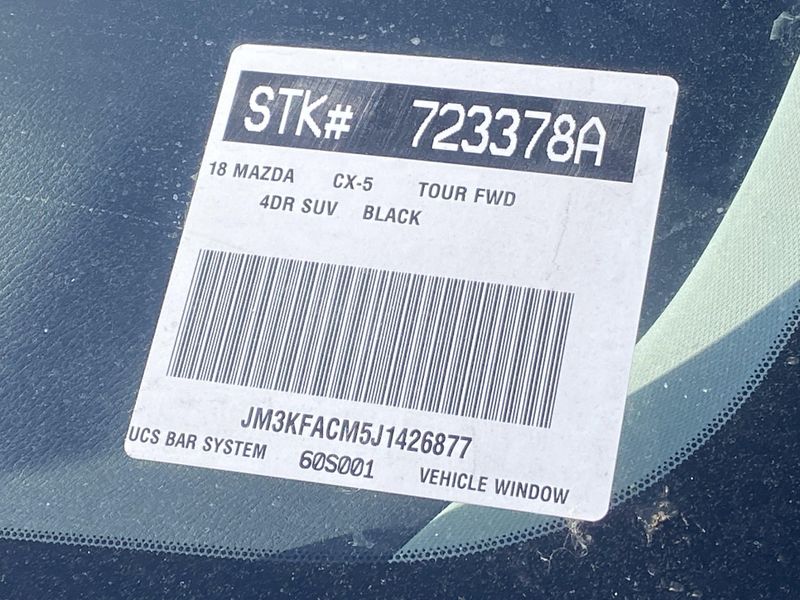 STK# 723378A
18 MAZDA CX-5 TOUR FWD
4DR SUV BLACK
JM3KFACM5J1426877
UCS BAR SYSTEM 60S001 VEHICLE WINDOW